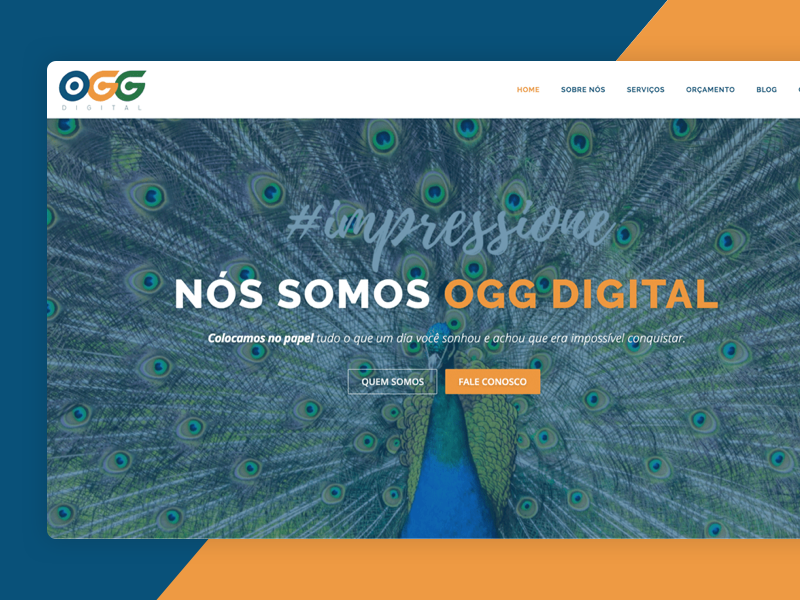 OGG
DIGITAL
HOME SOBRE NÓS SERVIÇOS ORÇAMENTO BLOG
#impressione
NÓS SOMOS OGG DIGITAL
Colocamos no papel tudo o que um dia você sonhou e achou que era impossível conquistar.
QUEM SOMOS FALE CONOSCO